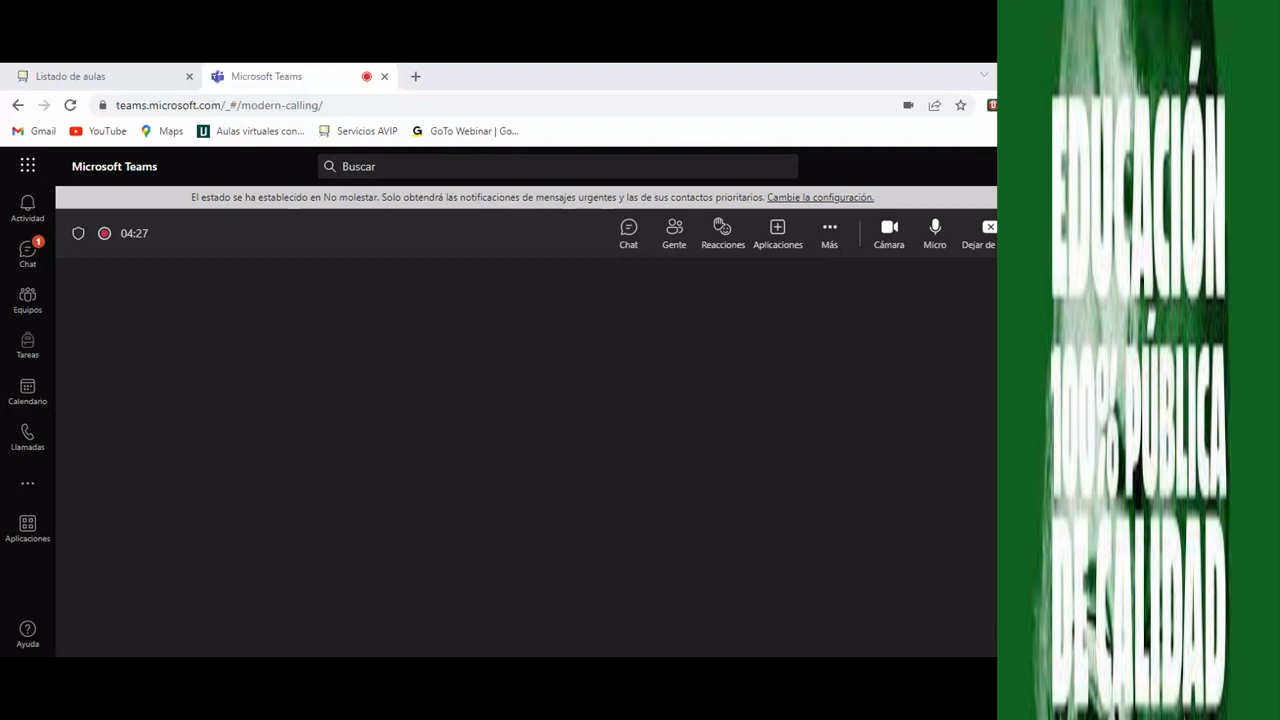 Listado de aulas
Microsoft Teams
teams.microsoft.com/_#/modern-calling/
Gmail YouTube Maps Aulas virtuales con... Servicios AVIP GoTo Webinar | Go...
Microsoft Teams
Buscar
El estado se ha establecido en No molestar. Solo obtendrá las notificaciones de mensajes urgentes y las de sus contactos prioritarios. Cambie la configuración.
04:27
Chat Gente Reacciones Aplicaciones Más Cámara Micro Dejar de
Actividad
1
Chat
Equipos
Tareas
Calendario
Llamadas
Aplicaciones
Ayuda
EDUCACIÓN
100% PÚBLICA
DE CALIDAD